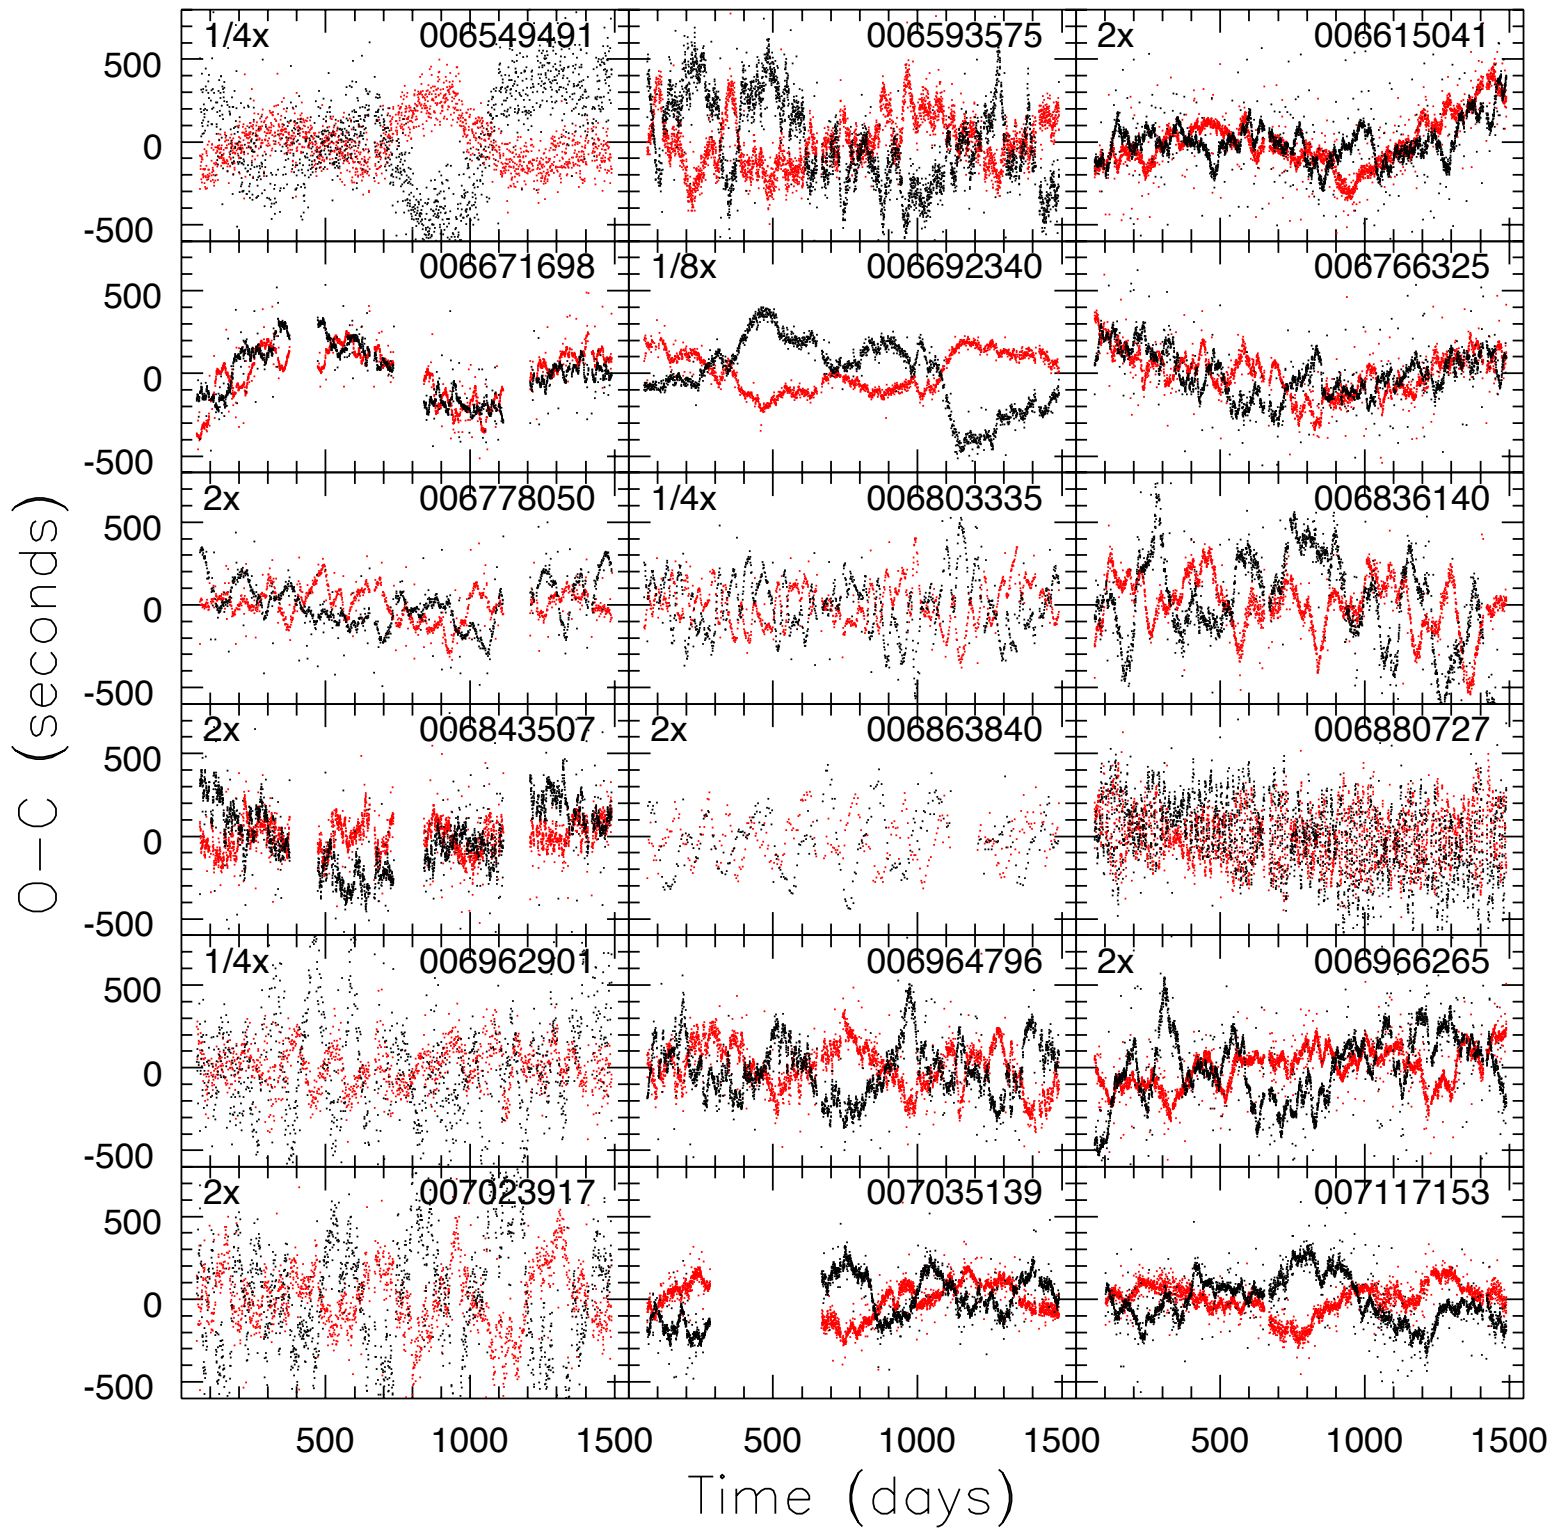 1/4x 006549491 006593575 2x 006615041
500
0
-500
006671698 1/8x 006692340 006766325
500
0
-500
2x 006778050 1/4x 006803335 006836140
500
0
-500
2x 006843507 2x 006863840 006880727
500
0
-500
1/4x 006962901 006964796 2x 006966265
500
0
-500
2x 007023917 007035139 007117153
500
0
-500
O-C (seconds)
500 1000 1500 500 1000 1500 500 1000 1500
Time (days)